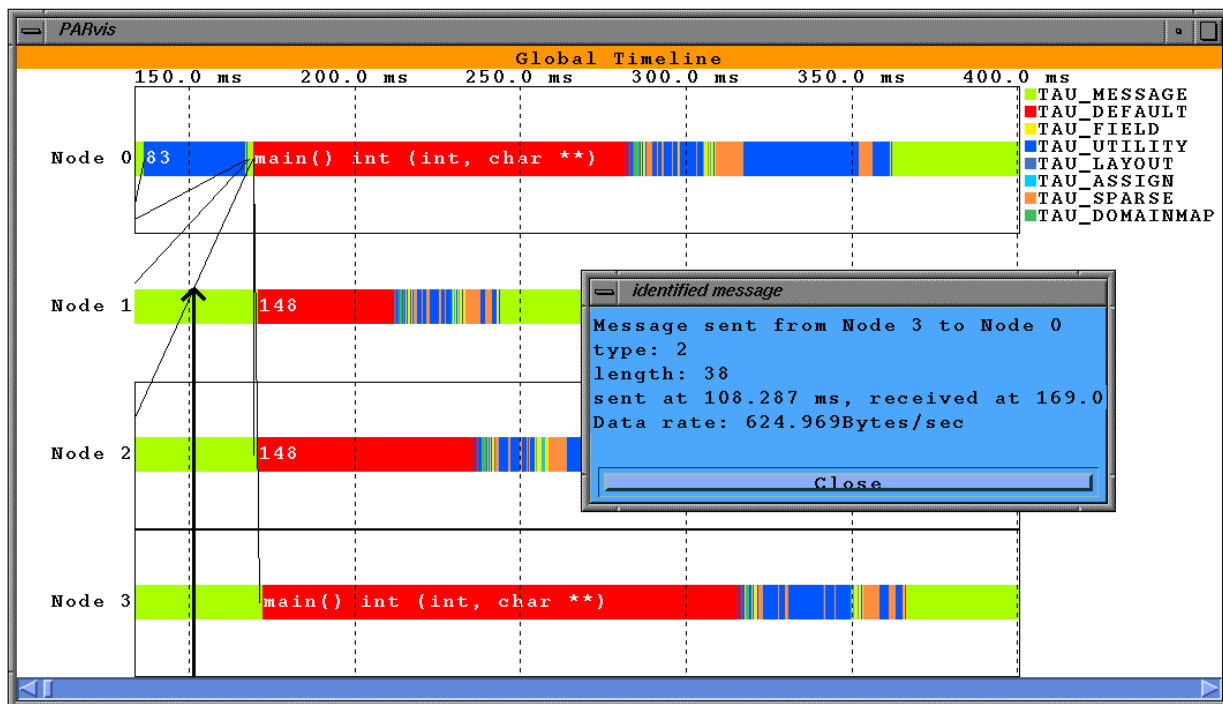 PARvis
Global Timeline
150.0 ms 200.0 ms 250.0 ms 300.0 ms 350.0 ms 400.0 ms
TAU_MESSAGE
TAU_DEFAULT
TAU_FIELD
TAU_UTILITY
TAU_LAYOUT
TAU_ASSIGN
TAU_SPARSE
TAU_DOMAINMAP
Node 0 83 main() int (int, char **)
Node 1 148
identified message
Message sent from Node 3 to Node 0
type: 2
length: 38
sent at 108.287 ms, received at 169.0
Data rate: 624.969Bytes/sec
Close
Node 2 148
Node 3 main() int (int, char **)